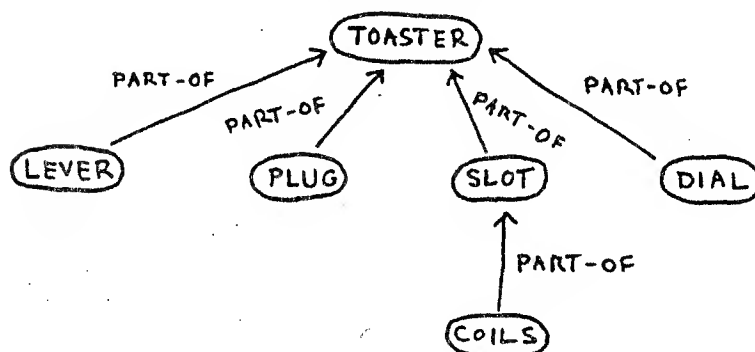 TOASTER
PART-OF
PART-OF
PART-OF
PART-OF
LEVER
PLUG
SLOT
DIAL
PART-OF
COILS